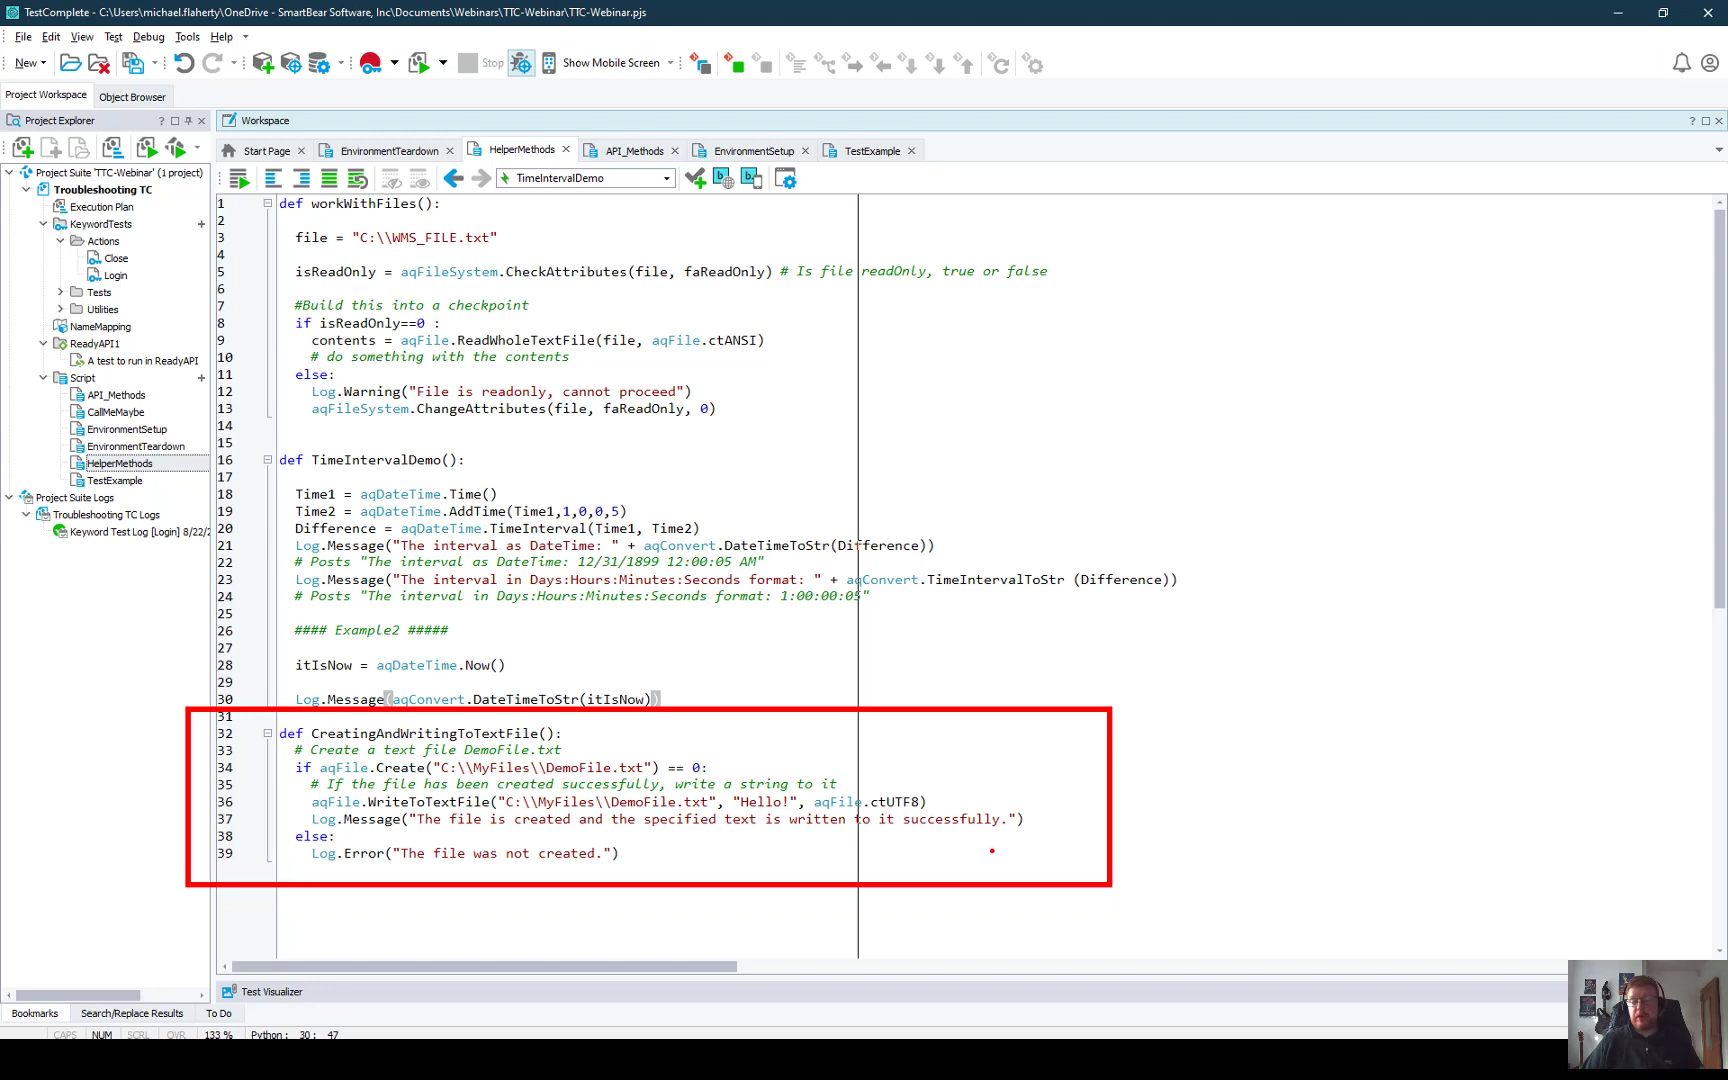 TestComplete - C:\Users\michael.flaherty\OneDrive - SmartBear Software, Inc\Documents\Webinars\TTC-Webinar\TTC-Webinar.pjs
File Edit View Test Debug Tools Help
New Stop Show Mobile Screen
Project Workspace Object Browser
Project Explorer
Workspace
Start Page EnvironmentTeardown HelperMethods API_Methods EnvironmentSetup TestExample
TimeIntervalDemo
Project Suite 'TTC-Webinar' (1 project)
Troubleshooting TC
Execution Plan
KeywordTests
Actions
Close
Login
Tests
Utilities
NameMapping
ReadyAPI1
A test to run in ReadyAPI
Script
API_Methods
CallMeMaybe
EnvironmentSetup
EnvironmentTeardown
HelperMethods
TestExample
Project Suite Logs
Troubleshooting TC Logs
Keyword Test Log [Login] 8/22/2
1 def workWithFiles():
2
3 file = "C:\\WMS_FILE.txt"
4
5 isReadOnly = aqFileSystem.CheckAttributes(file, faReadOnly) # Is file readOnly, true or false
6
7 #Build this into a checkpoint
8 if isReadOnly==0 :
9 contents = aqFile.ReadWholeTextFile(file, aqFile.ctANSI)
10 # do something with the contents
11 else:
12 Log.Warning("File is readonly, cannot proceed")
13 aqFileSystem.ChangeAttributes(file, faReadOnly, 0)
14
15
16 def TimeIntervalDemo():
17
18 Time1 = aqDateTime.Time()
19 Time2 = aqDateTime.AddTime(Time1,1,0,0,5)
20 Difference = aqDateTime.TimeInterval(Time1, Time2)
21 Log.Message("The interval as DateTime: " + aqConvert.DateTimeToStr(Difference))
22 # Posts "The interval as DateTime: 12/31/1899 12:00:05 AM"
23 Log.Message("The interval in Days:Hours:Minutes:Seconds format: " + aqConvert.TimeIntervalToStr (Difference))
24 # Posts "The interval in Days:Hours:Minutes:Seconds format: 1:00:00:05"
25
26 #### Example2 #####
27
28 itIsNow = aqDateTime.Now()
29
30 Log.Message(aqConvert.DateTimeToStr(itIsNow))
31
32 def CreatingAndWritingToTextFile():
33 # Create a text file DemoFile.txt
34 if aqFile.Create("C:\\MyFiles\\DemoFile.txt") == 0:
35 # If the file has been created successfully, write a string to it
36 aqFile.WriteToTextFile("C:\\MyFiles\\DemoFile.txt", "Hello!", aqFile.ctUTF8)
37 Log.Message("The file is created and the specified text is written to it successfully.")
38 else:
39 Log.Error("The file was not created.")
Test Visualizer
Bookmarks Search/Replace Results To Do
CAPS NUM SCRL OVR 133 % Python : 30 : 47